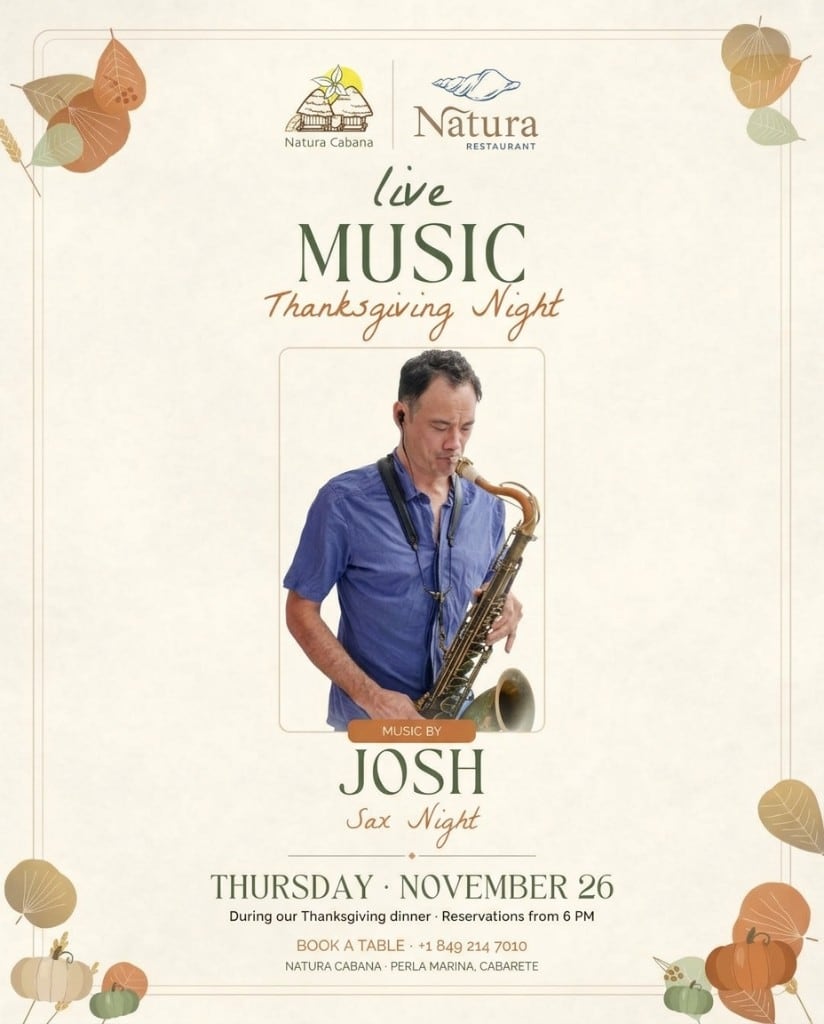 Natura Cabana
Natura
RESTAURANT
live
MUSIC
Thanksgiving Night
MUSIC BY
JOSH
Sax Night
THURSDAY · NOVEMBER 26
During our Thanksgiving dinner · Reservations from 6 PM
BOOK A TABLE · +1 849 214 7010
NATURA CABANA · PERLA MARINA, CABARETE